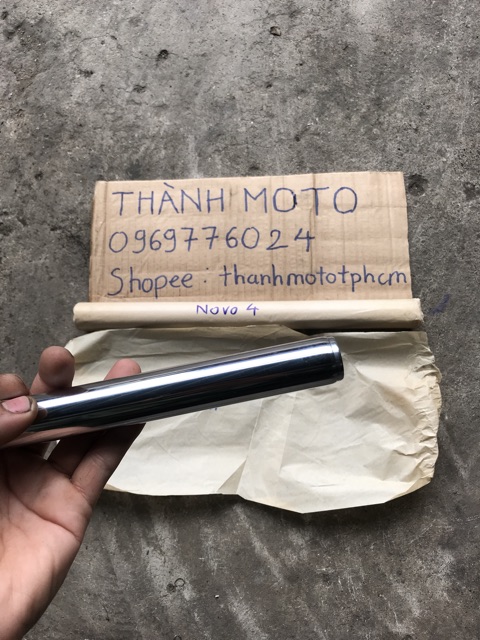 THÀNH MOTO
0969776024
Shopee: thanhmototphcm
Novo 4